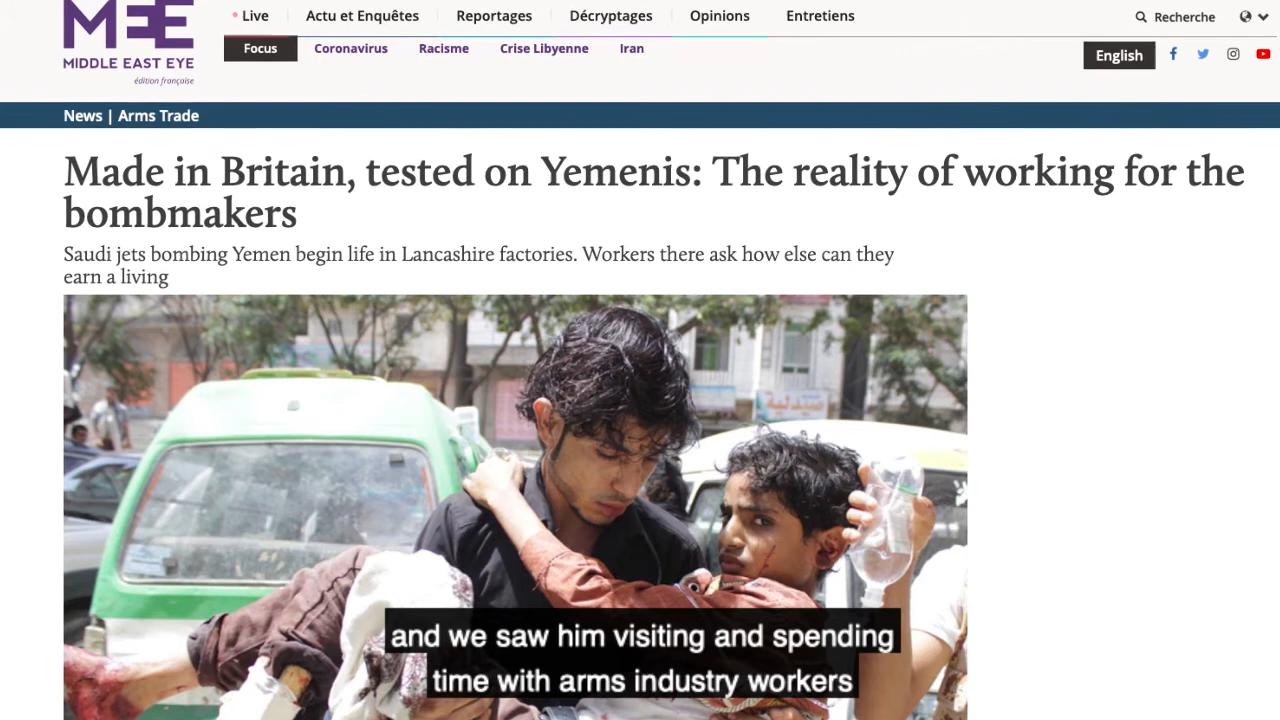 MEE
MIDDLE EAST EYE
édition française
Live
Actu et Enquêtes
Reportages
Décryptages
Opinions
Entretiens
Recherche
Focus
Coronavirus
Racisme
Crise Libyenne
Iran
English
News | Arms Trade
Made in Britain, tested on Yemenis: The reality of working for the
bombmakers
Saudi jets bombing Yemen begin life in Lancashire factories. Workers there ask how else can they
earn a living
and we saw him visiting and spending
time with arms industry workers